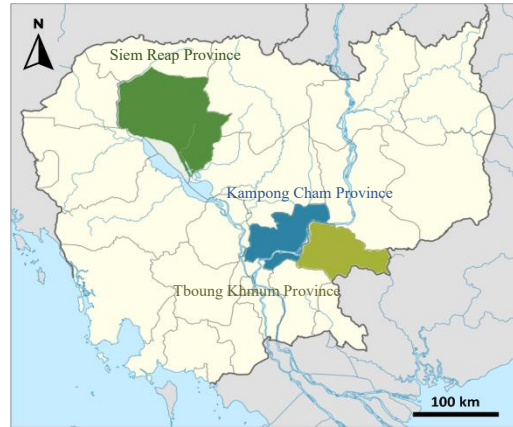 N
Siem Reap Province
Kampong Cham Province
Tboung Khmum Province
100 km